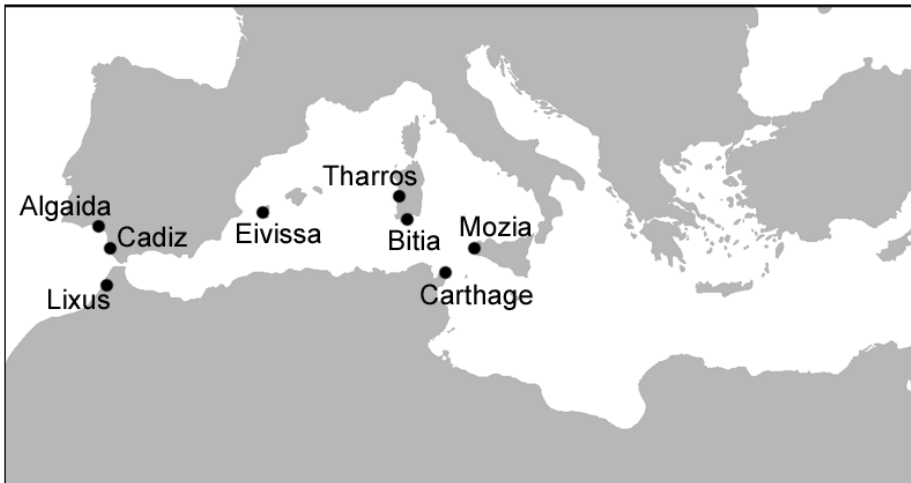 Tharros
Algaida
Cadiz
Eivissa
Bitia
Mozia
Lixus
Carthage